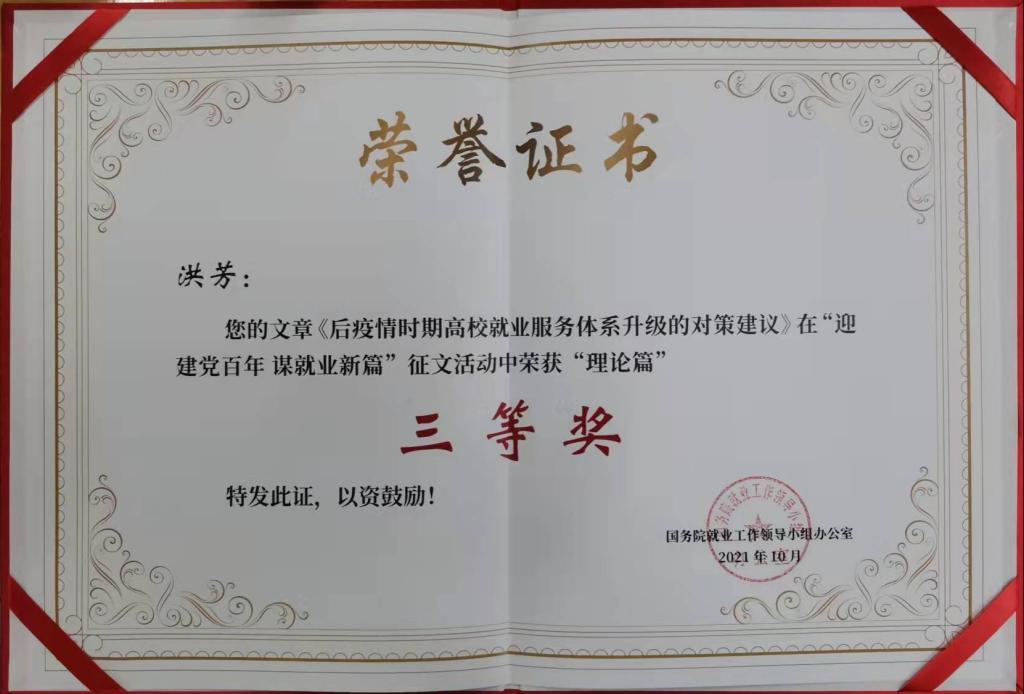 荣誉证书
洪芳：
您的文章《后疫情时期高校就业服务体系升级的对策建议》在“迎
建党百年 谋就业新篇”征文活动中荣获“理论篇”
三等奖
特发此证，以资鼓励！
国务院就业工作领导小组办公室
2021年10月